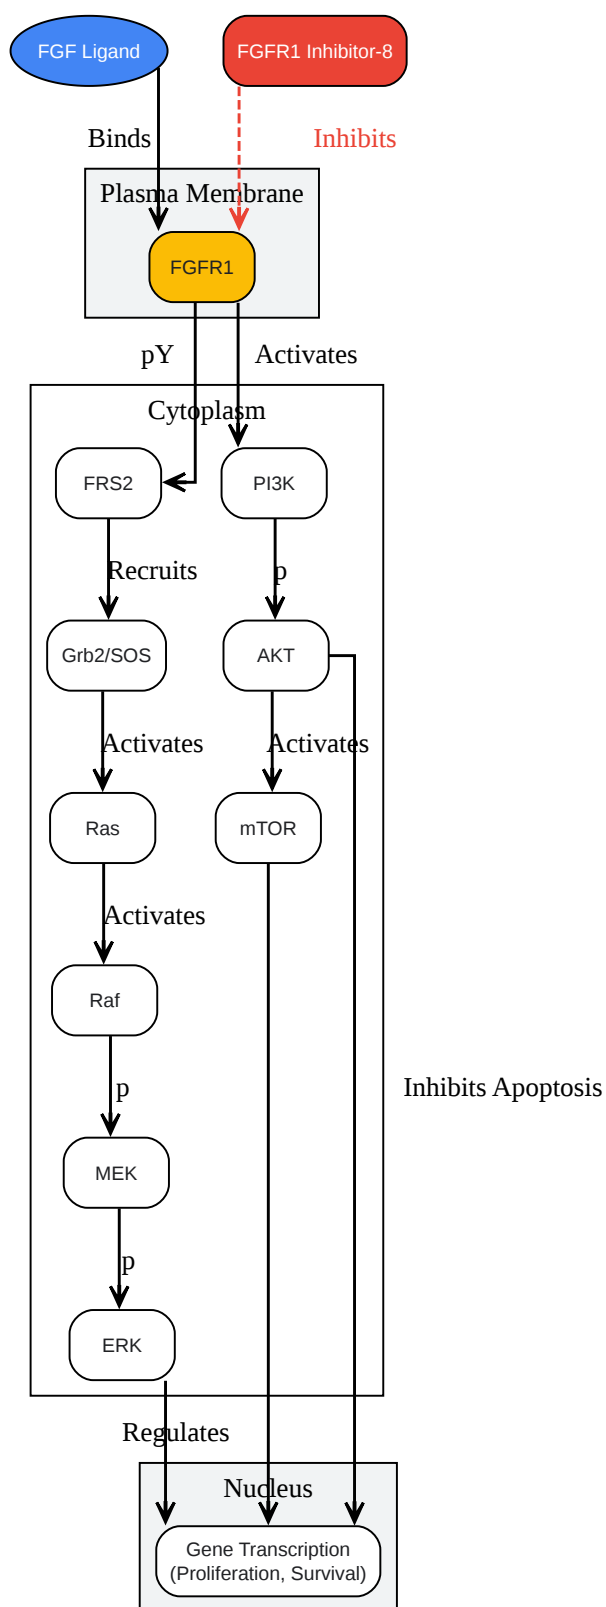 FGF Ligand
FGFR1 Inhibitor-8
Binds
Inhibits
Plasma Membrane
FGFR1
pY
Activates
Cytoplasm
FRS2
PI3K
Recruits
p
Grb2/SOS
AKT
Activates
Activates
Ras
mTOR
Activates
Raf
p
Inhibits Apoptosis
MEK
p
ERK
Regulates
Nucleus
Gene Transcription
(Proliferation, Survival)